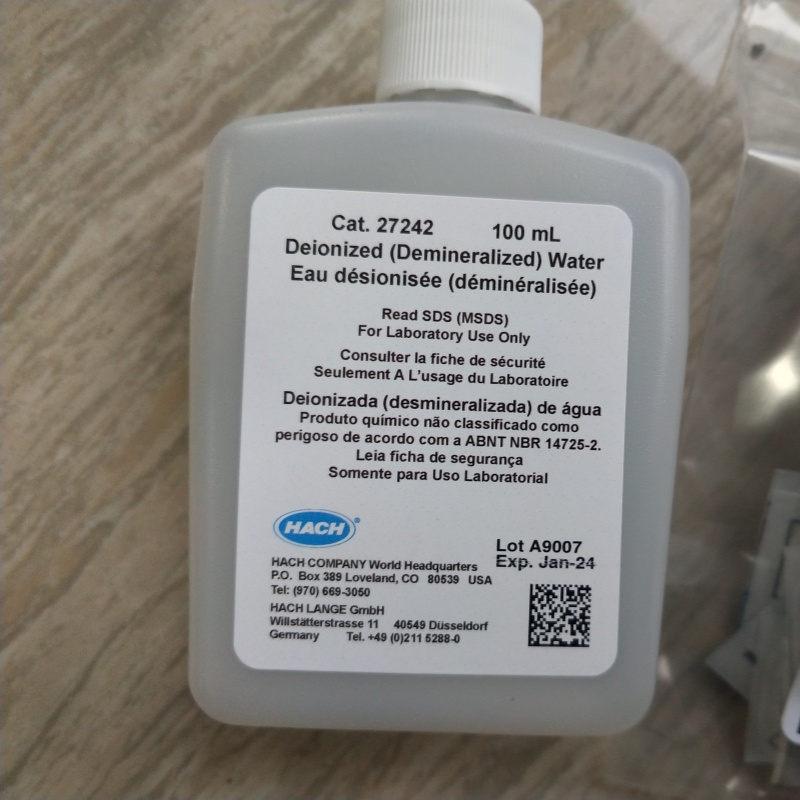 Cat. 27242 100 mL
Deionized (Demineralized) Water
Eau désionisée (déminéralisée)
Read SDS (MSDS)
For Laboratory Use Only
Consulter la fiche de sécurité
Seulement A L'usage du Laboratoire
Deionizada (desmineralizada) de água
Produto químico não classificado como
perigoso de acordo com a ABNT NBR 14725-2.
Leia ficha de segurança
Somente para Uso Laboratorial
HACH®
HACH COMPANY World Headquarters
P.O. Box 389 Loveland, CO 80539 USA
Tel: (970) 669-3050
HACH LANGE GmbH
Willstätterstrasse 11 40549 Düsseldorf
Germany Tel. +49 (0)211 5288-0
Lot A9007
Exp. Jan-24